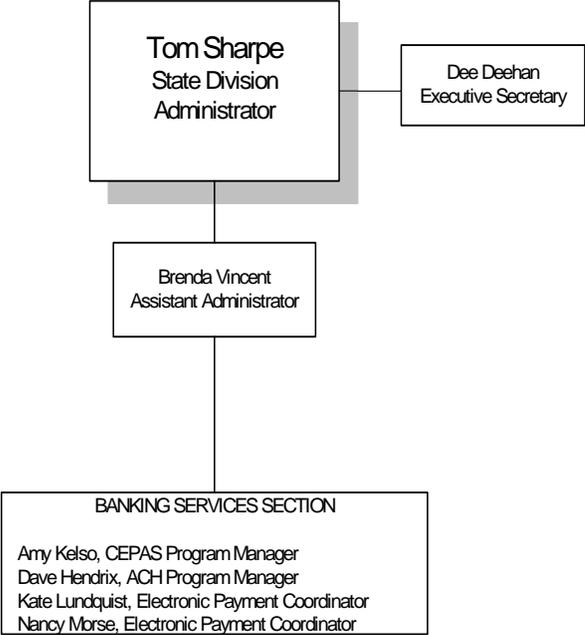 Tom Sharpe
State Division
Administrator
Dee Deehan
Executive Secretary
Brenda Vincent
Assistant Administrator
BANKING SERVICES SECTION
Amy Kelso, CEPAS Program Manager
Dave Hendrix, ACH Program Manager
Kate Lundquist, Electronic Payment Coordinator
Nancy Morse, Electronic Payment Coordinator